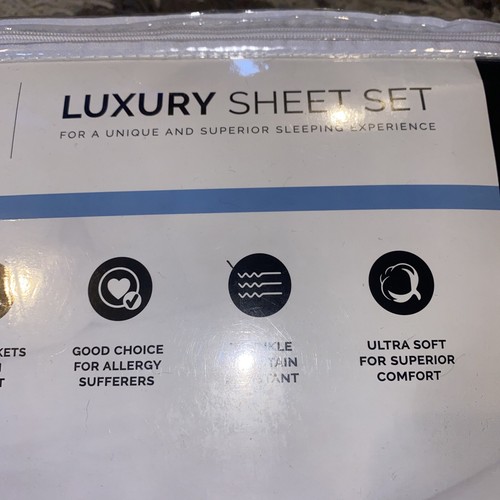 LUXURY SHEET SET
FOR A UNIQUE AND SUPERIOR SLEEPING EXPERIENCE
GOOD CHOICE
FOR ALLERGY
SUFFERERS
ULTRA SOFT
FOR SUPERIOR
COMFORT